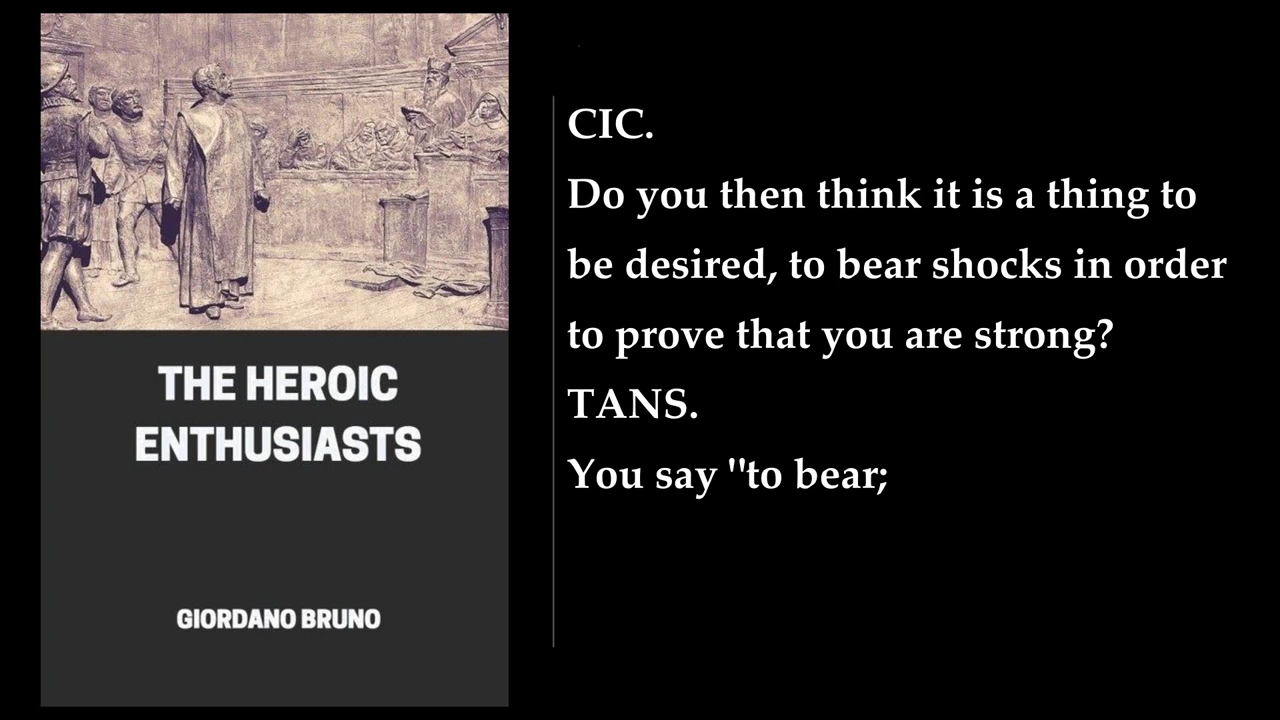 THE HEROIC
ENTHUSIASTS
GIORDANO BRUNO
CIC.
Do you then think it is a thing to
be desired, to bear shocks in order
to prove that you are strong?
TANS.
You say "to bear;